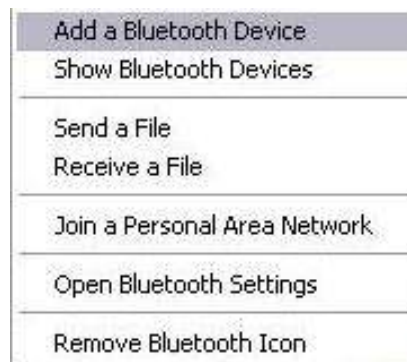 Add a Bluetooth Device
Show Bluetooth Devices
Send a File
Receive a File
Join a Personal Area Network
Open Bluetooth Settings
Remove Bluetooth Icon